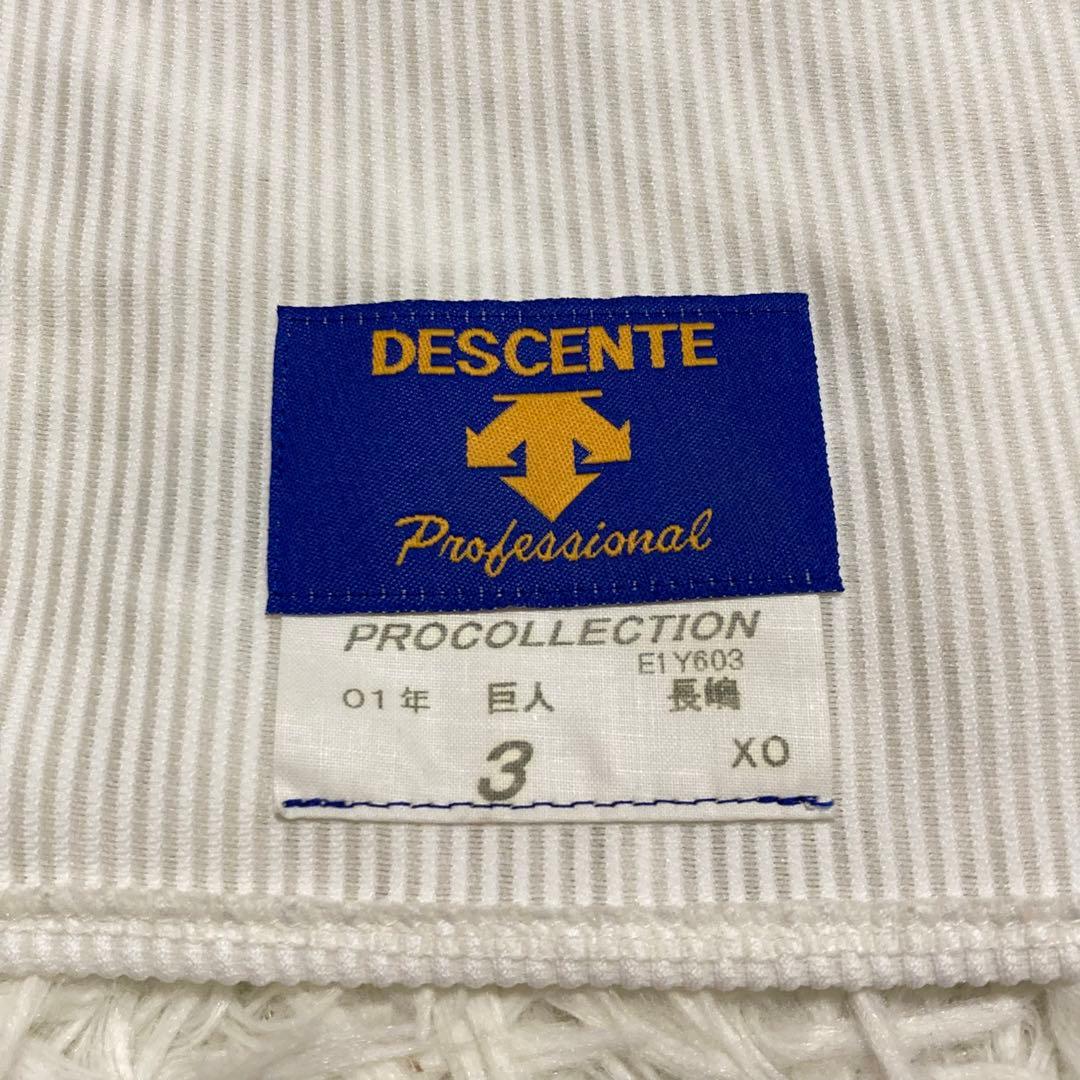 DESCENTE
Professional
PROCOLLECTION
E1Y603
01年 巨人 長嶋
3 XO